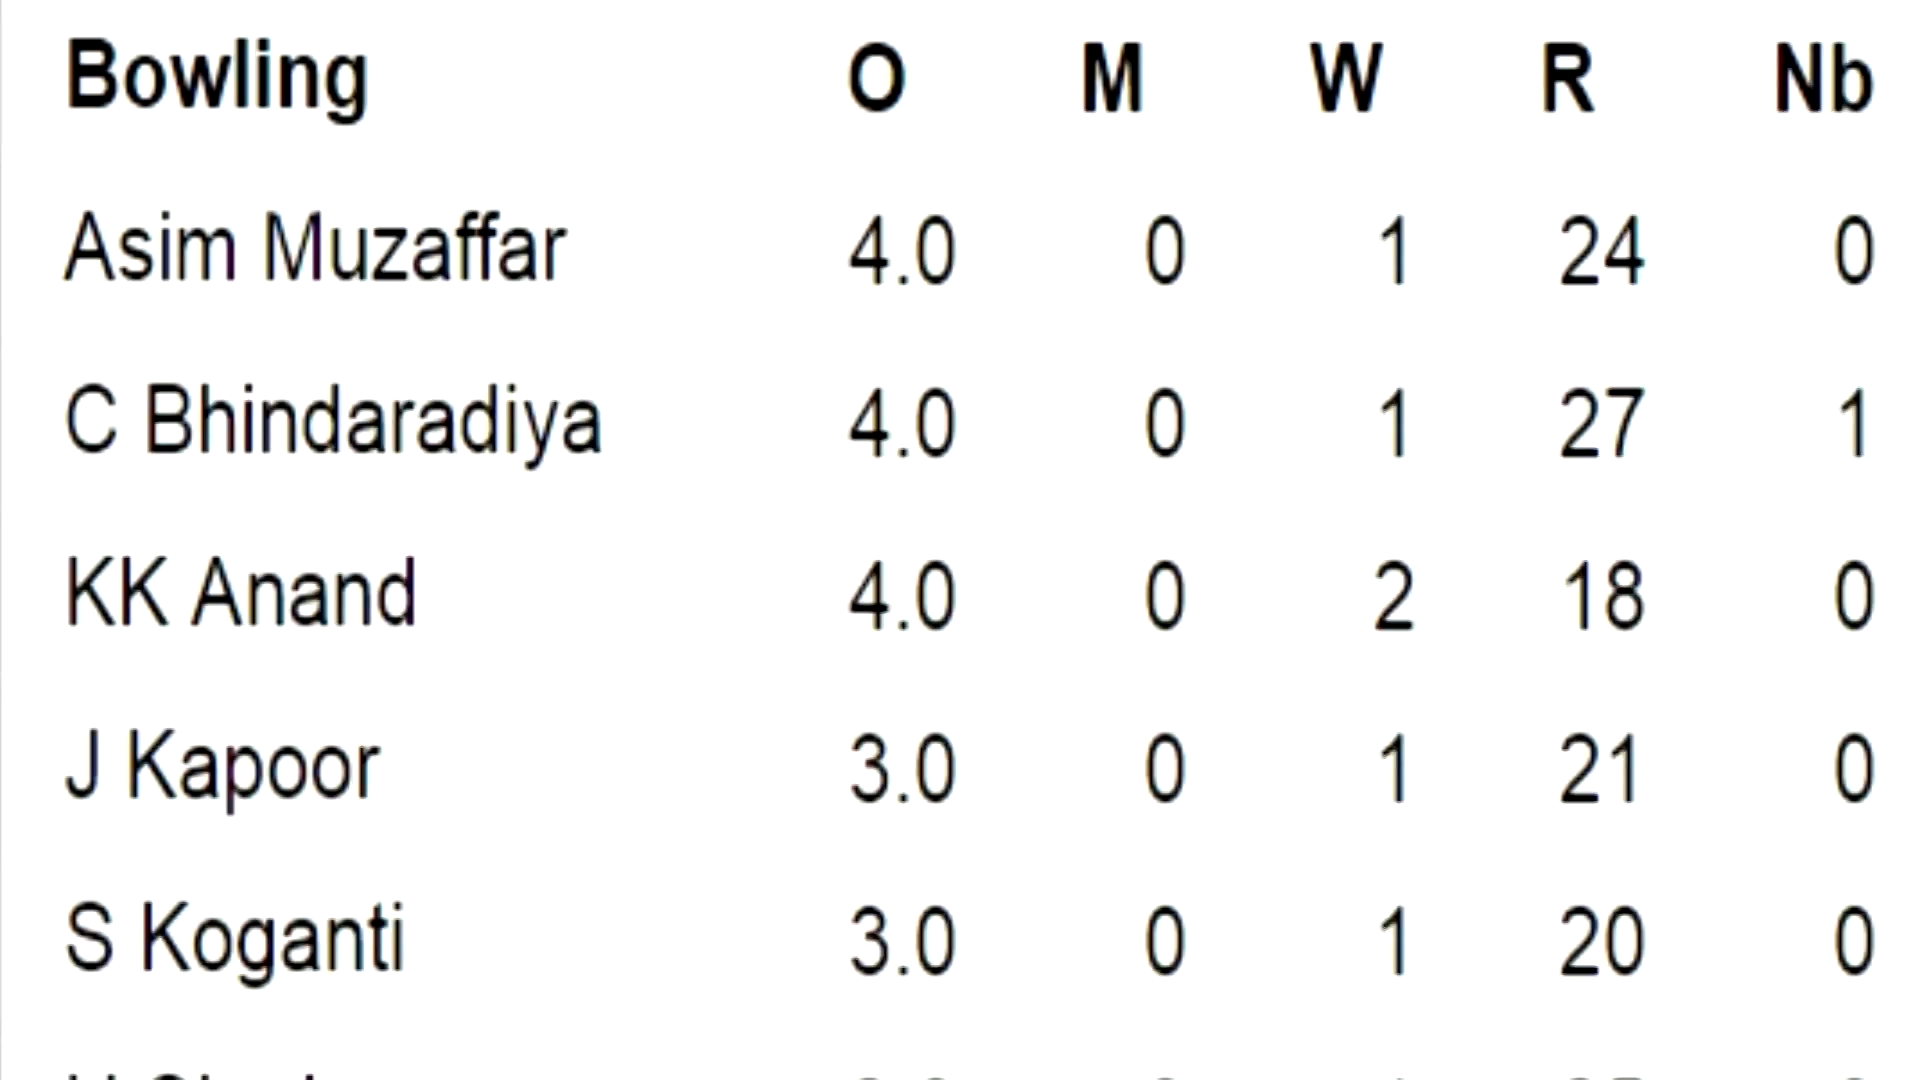 Bowling O M W R Nb
Asim Muzaffar 4.0 0 1 24 0
C Bhindaradiya 4.0 0 1 27 1
KK Anand 4.0 0 2 18 0
J Kapoor 3.0 0 1 21 0
S Koganti 3.0 0 1 20 0